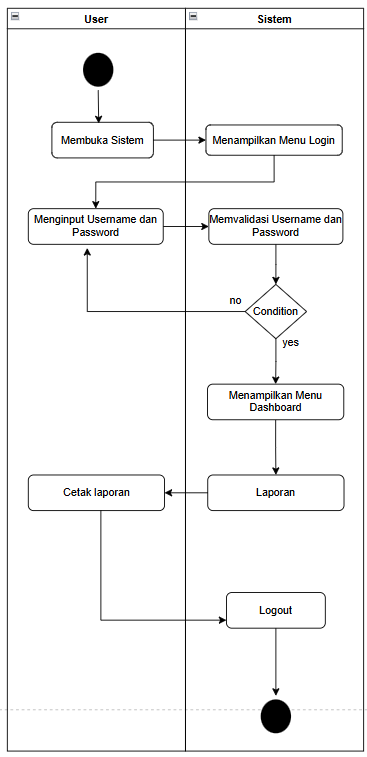 User
Sistem
Membuka Sistem
Menampilkan Menu Login
Menginput Username dan
Password
Memvalidasi Username dan
Password
no
Condition
yes
Menampilkan Menu
Dashboard
Cetak laporan
Laporan
Logout